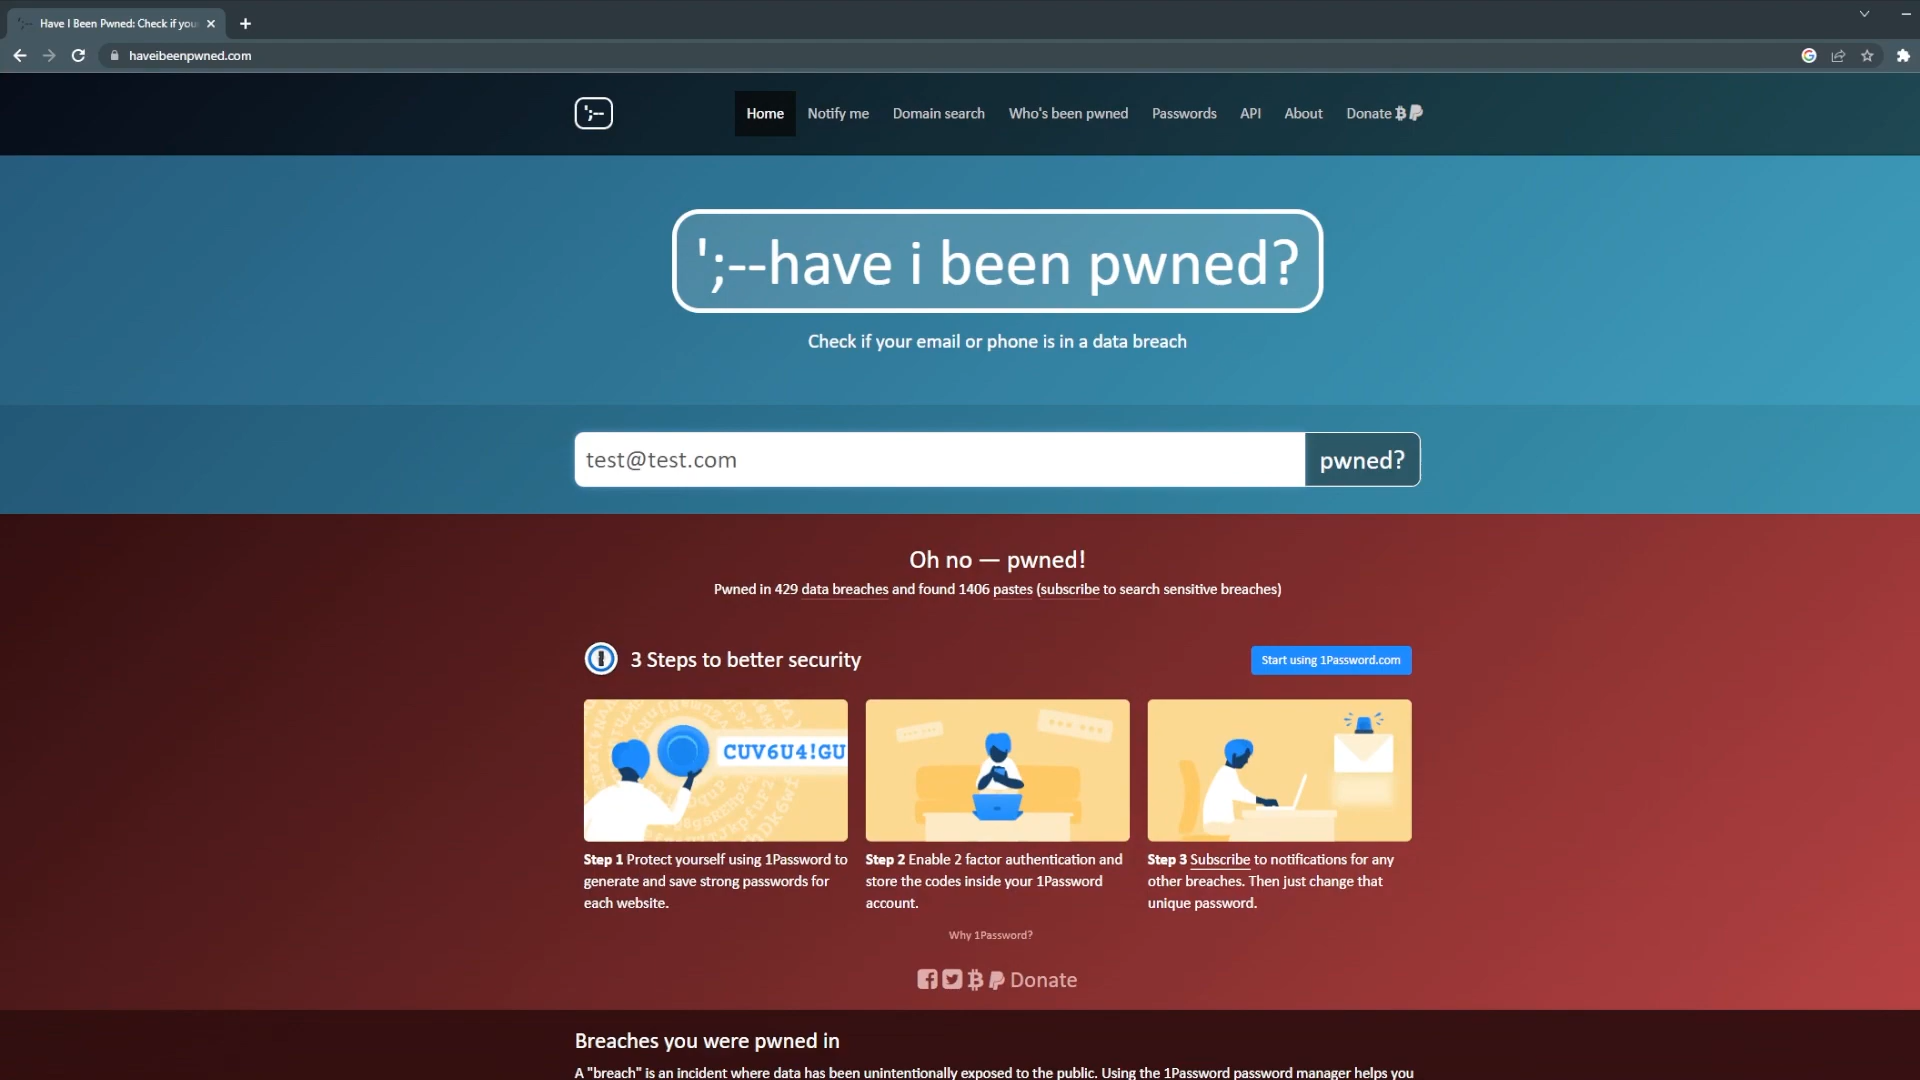 Have I Been Pwned: Check if you
haveibeenpwned.com
';--
Home Notify me Domain search Who's been pwned Passwords API About Donate
';--have i been pwned?
Check if your email or phone is in a data breach
test@test.com
pwned?
Oh no — pwned!
Pwned in 429 data breaches and found 1406 pastes (subscribe to search sensitive breaches)
3 Steps to better security
Start using 1Password.com
CUV6U4!GU
Step 1 Protect yourself using 1Password to
generate and save strong passwords for
each website.
Step 2 Enable 2 factor authentication and
store the codes inside your 1Password
account.
Step 3 Subscribe to notifications for any
other breaches. Then just change that
unique password.
Why 1Password?
Donate
Breaches you were pwned in
A "breach" is an incident where data has been unintentionally exposed to the public. Using the 1Password password manager helps you